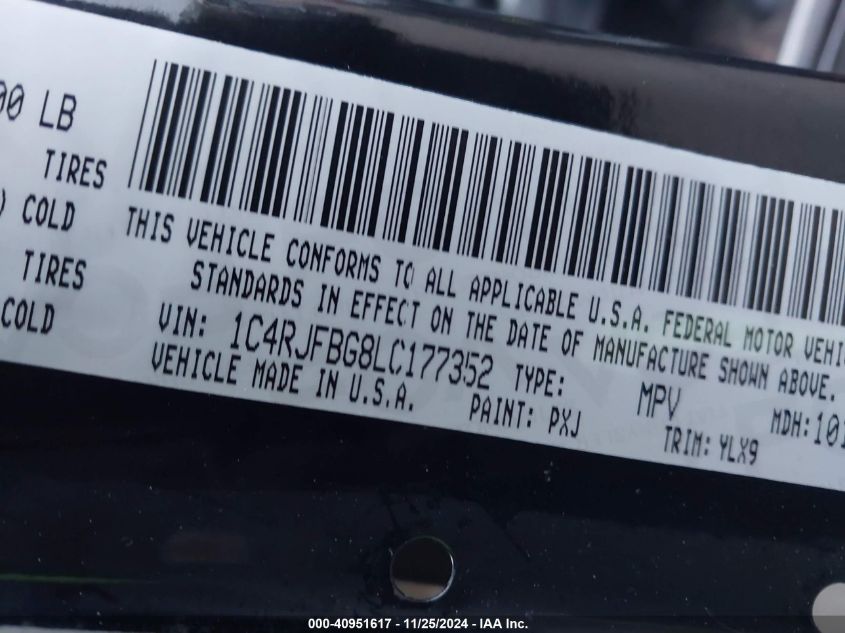 00 LB
TIRES
) COLD
TIRES
COLD
THIS VEHICLE CONFORMS TO ALL APPLICABLE U.S.A. FEDERAL MOTOR VEHI
STANDARDS IN EFFECT ON THE DATE OF MANUFACTURE SHOWN ABOVE.
VIN: 1C4RJFBG8LC177352 TYPE: MPV MDH:101
VEHICLE MADE IN U.S.A. PAINT: PXJ TRIM: YLX9
000-40951617 - 11/25/2024 - IAA Inc.